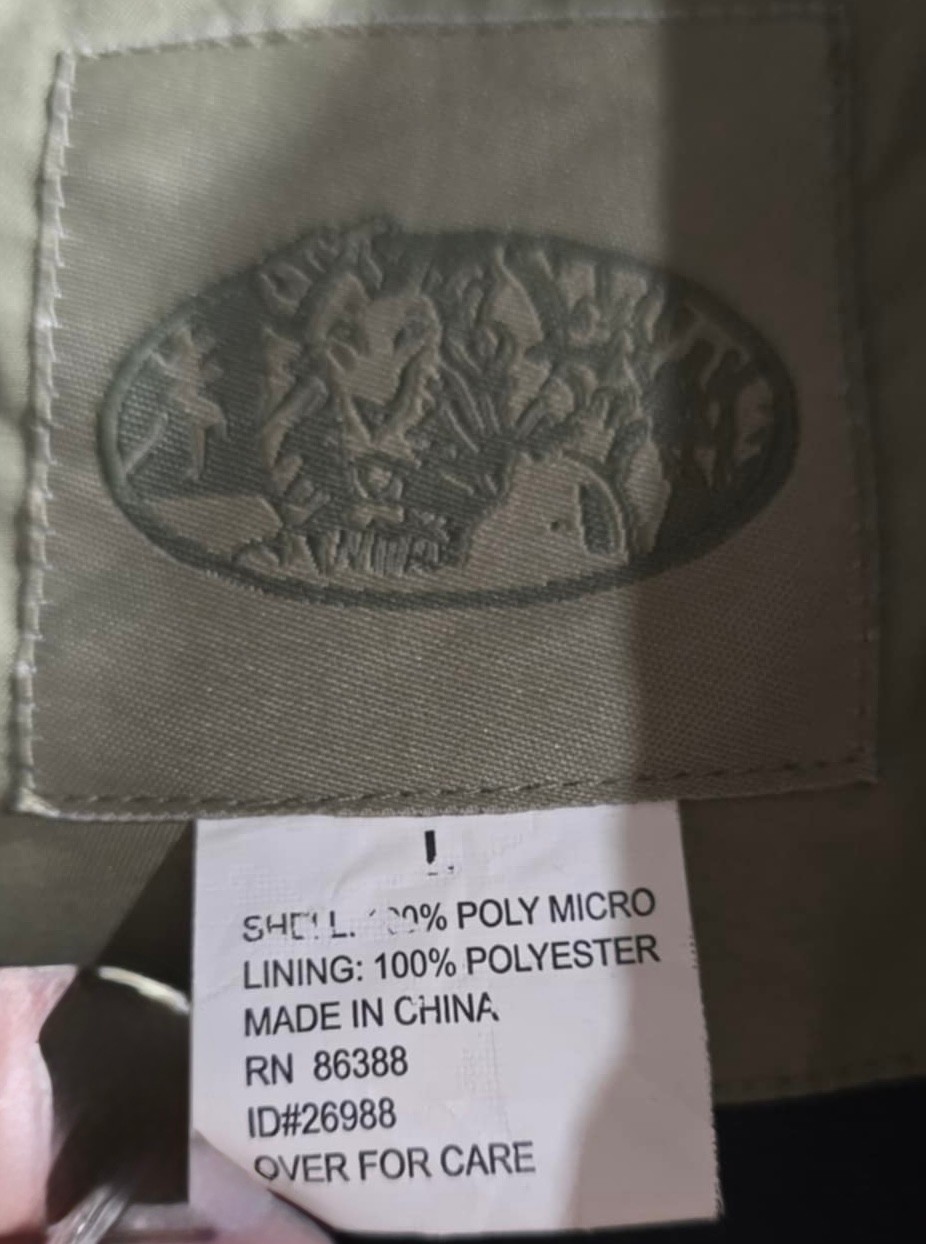 LINING: 100% POLYESTER
MADE IN CHINA
RN 86388
ID#26988
OVER FOR CARE
POLY MICRO